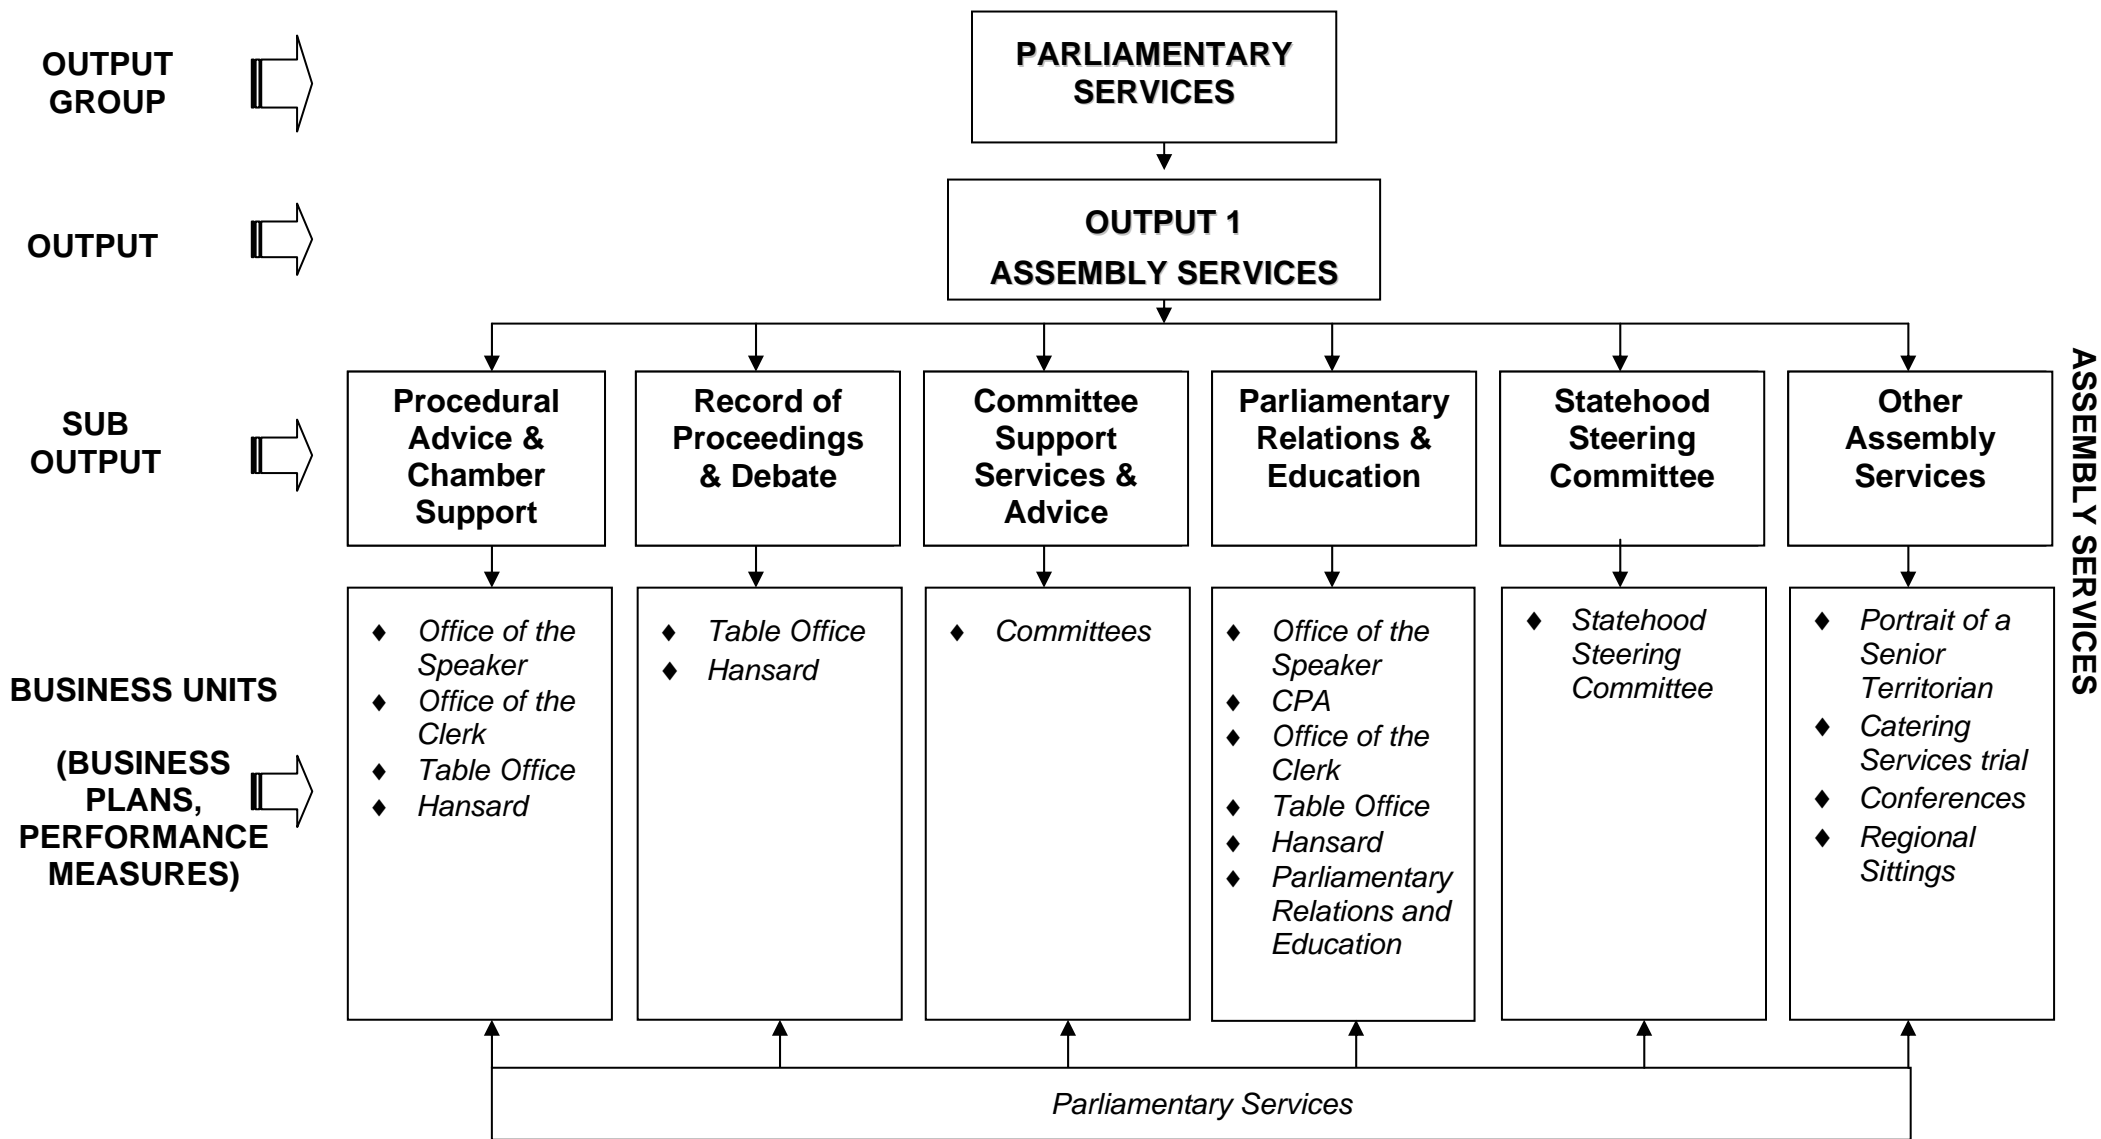 OUTPUT
GROUP
PARLIAMENTARY
SERVICES
OUTPUT
OUTPUT 1
ASSEMBLY SERVICES
SUB
OUTPUT
Procedural
Advice &
Chamber
Support
Record of
Proceedings
& Debate
Committee
Support
Services &
Advice
Parliamentary
Relations &
Education
Statehood
Steering
Committee
Other
Assembly
Services
ASSEMBLY SERVICES
BUSINESS UNITS
(BUSINESS
PLANS,
PERFORMANCE
MEASURES)
♦ Office of the
Speaker
♦ Office of the
Clerk
♦ Table Office
♦ Hansard
♦ Table Office
♦ Hansard
♦ Committees
♦ Office of the
Speaker
♦ CPA
♦ Office of the
Clerk
♦ Table Office
♦ Hansard
♦ Parliamentary
Relations and
Education
♦ Statehood
Steering
Committee
♦ Portrait of a
Senior
Territorian
♦ Catering
Services trial
♦ Conferences
♦ Regional
Sittings
Parliamentary Services